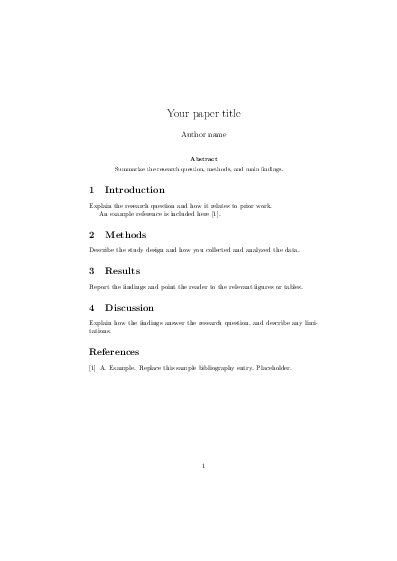 Your paper title
Author name
Abstract
Summarize the research question, methods, and main findings.
1 Introduction
Explain the research question and how it relates to prior work.
An example reference is included here [1].
2 Methods
Describe the study design and how you collected and analyzed the data.
3 Results
Report the findings and point the reader to the relevant figures or tables.
4 Discussion
Explain how the findings answer the research question, and describe any limi-
tations.
References
[1] A. Example. Replace this sample bibliography entry. Placeholder.
1